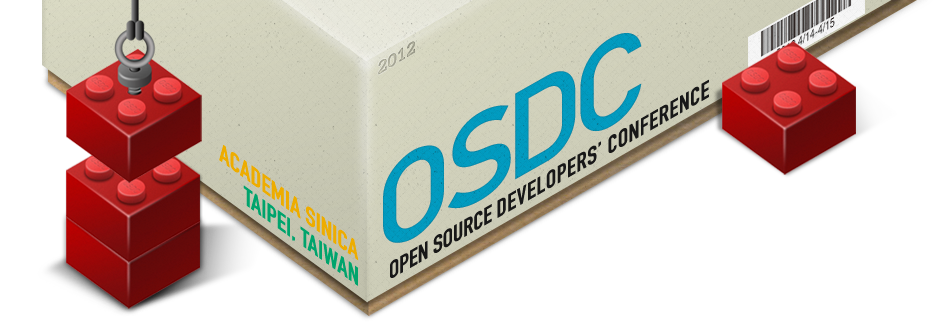 2012
OSDC
OPEN SOURCE DEVELOPERS' CONFERENCE
ACADEMIA SINICA
TAIPEI, TAIWAN
4/14-4/15